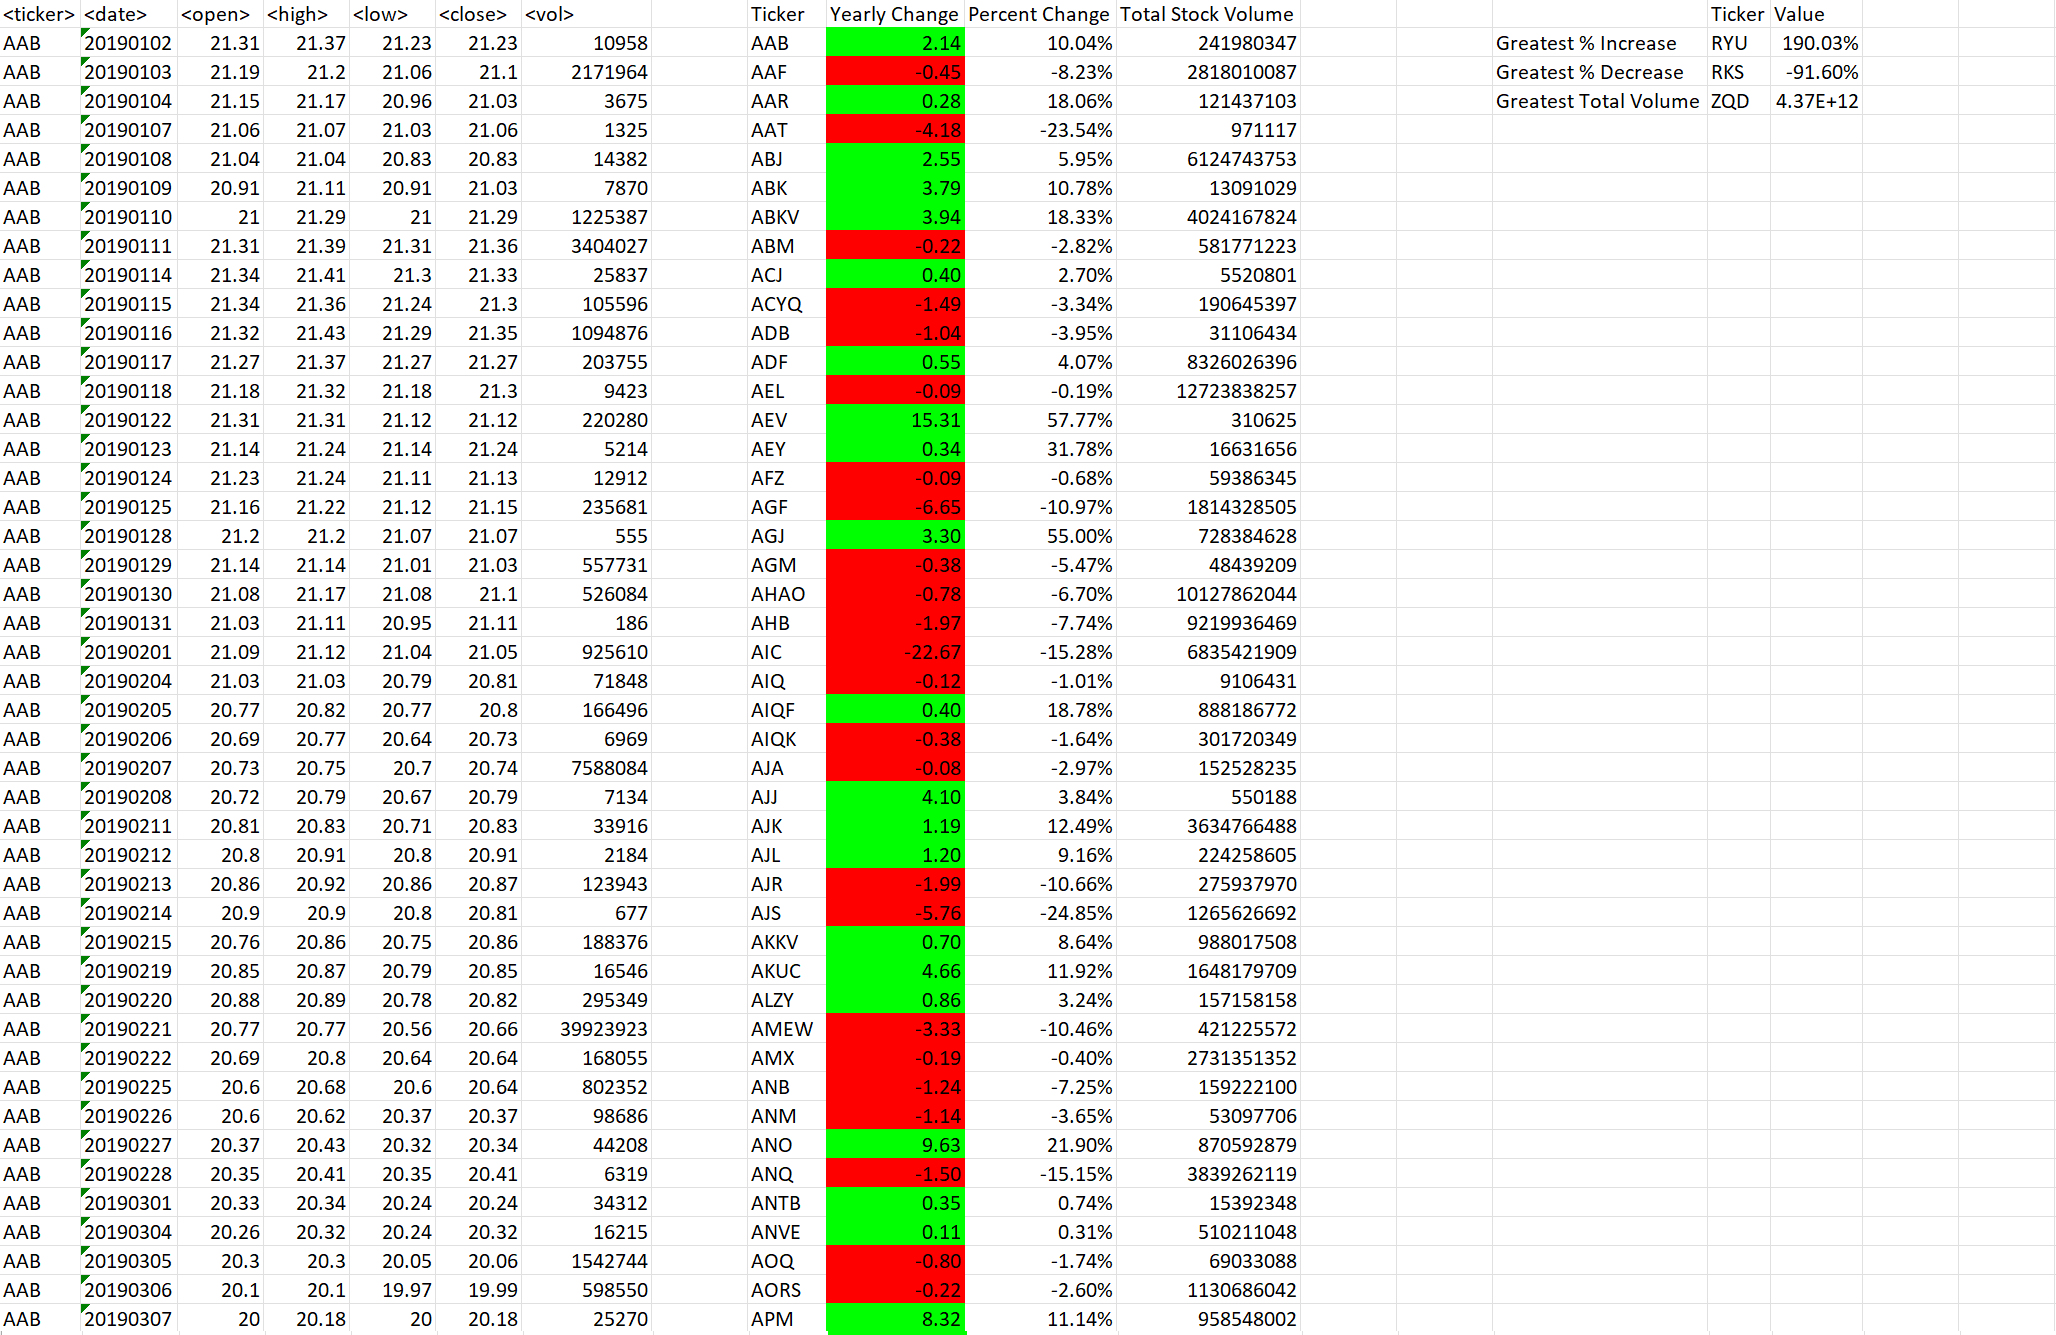 <ticker> <date> <open> <high> <low> <close> <vol> Ticker Yearly Change Percent Change Total Stock Volume Ticker Value
AAB 20190102 21.31 21.37 21.23 21.23 10958 AAB 2.14 10.04% 241980347 Greatest % Increase RYU 190.03%
AAB 20190103 21.19 21.2 21.06 21.1 2171964 AAF -0.45 -8.23% 2818010087 Greatest % Decrease RKS -91.60%
AAB 20190104 21.15 21.17 20.96 21.03 3675 AAR 0.28 18.06% 121437103 Greatest Total Volume ZQD 4.37E+12
AAB 20190107 21.06 21.07 21.03 21.06 1325 AAT -4.18 -23.54% 971117
AAB 20190108 21.04 21.04 20.83 20.83 14382 ABJ 2.55 5.95% 6124743753
AAB 20190109 20.91 21.11 20.91 21.03 7870 ABK 3.79 10.78% 13091029
AAB 20190110 21 21.29 21 21.29 1225387 ABKV 3.94 18.33% 4024167824
AAB 20190111 21.31 21.39 21.31 21.36 3404027 ABM -0.22 -2.82% 581771223
AAB 20190114 21.34 21.41 21.3 21.33 25837 ACJ 0.40 2.70% 5520801
AAB 20190115 21.34 21.36 21.24 21.3 105596 ACYQ -1.49 -3.34% 190645397
AAB 20190116 21.32 21.43 21.29 21.35 1094876 ADB -1.04 -3.95% 31106434
AAB 20190117 21.27 21.37 21.27 21.27 203755 ADF 0.55 4.07% 8326026396
AAB 20190118 21.18 21.32 21.18 21.3 9423 AEL -0.09 -0.19% 12723838257
AAB 20190122 21.31 21.31 21.12 21.12 220280 AEV 15.31 57.77% 310625
AAB 20190123 21.14 21.24 21.14 21.24 5214 AEY 0.34 31.78% 16631656
AAB 20190124 21.23 21.24 21.11 21.13 12912 AFZ -0.09 -0.68% 59386345
AAB 20190125 21.16 21.22 21.12 21.15 235681 AGF -6.65 -10.97% 1814328505
AAB 20190128 21.2 21.2 21.07 21.07 555 AGJ 3.30 55.00% 728384628
AAB 20190129 21.14 21.14 21.01 21.03 557731 AGM -0.38 -5.47% 48439209
AAB 20190130 21.08 21.17 21.08 21.1 526084 AHAO -0.78 -6.70% 10127862044
AAB 20190131 21.03 21.11 20.95 21.11 186 AHB -1.97 -7.74% 9219936469
AAB 20190201 21.09 21.12 21.04 21.05 925610 AIC -22.67 -15.28% 6835421909
AAB 20190204 21.03 21.03 20.79 20.81 71848 AIQ -0.12 -1.01% 9106431
AAB 20190205 20.77 20.82 20.77 20.8 166496 AIQF 0.40 18.78% 888186772
AAB 20190206 20.69 20.77 20.64 20.73 6969 AIQK -0.38 -1.64% 301720349
AAB 20190207 20.73 20.75 20.7 20.74 7588084 AJA -0.08 -2.97% 152528235
AAB 20190208 20.72 20.79 20.67 20.79 7134 AJJ 4.10 3.84% 550188
AAB 20190211 20.81 20.83 20.71 20.83 33916 AJK 1.19 12.49% 3634766488
AAB 20190212 20.8 20.91 20.8 20.91 2184 AJL 1.20 9.16% 224258605
AAB 20190213 20.86 20.92 20.86 20.87 123943 AJR -1.99 -10.66% 275937970
AAB 20190214 20.9 20.9 20.8 20.81 677 AJS -5.76 -24.85% 1265626692
AAB 20190215 20.76 20.86 20.75 20.86 188376 AKKV 0.70 8.64% 988017508
AAB 20190219 20.85 20.87 20.79 20.85 16546 AKUC 4.66 11.92% 1648179709
AAB 20190220 20.88 20.89 20.78 20.82 295349 ALZY 0.86 3.24% 157158158
AAB 20190221 20.77 20.77 20.56 20.66 39923923 AMEW -3.33 -10.46% 421225572
AAB 20190222 20.69 20.8 20.64 20.64 168055 AMX -0.19 -0.40% 2731351352
AAB 20190225 20.6 20.68 20.6 20.64 802352 ANB -1.24 -7.25% 159222100
AAB 20190226 20.6 20.62 20.37 20.37 98686 ANM -1.14 -3.65% 53097706
AAB 20190227 20.37 20.43 20.32 20.34 44208 ANO 9.63 21.90% 870592879
AAB 20190228 20.35 20.41 20.35 20.41 6319 ANQ -1.50 -15.15% 3839262119
AAB 20190301 20.33 20.34 20.24 20.24 34312 ANTB 0.35 0.74% 15392348
AAB 20190304 20.26 20.32 20.24 20.32 16215 ANVE 0.11 0.31% 510211048
AAB 20190305 20.3 20.3 20.05 20.06 1542744 AOQ -0.80 -1.74% 69033088
AAB 20190306 20.1 20.1 19.97 19.99 598550 AORS -0.22 -2.60% 1130686042
AAB 20190307 20 20.18 20 20.18 25270 APM 8.32 11.14% 958548002